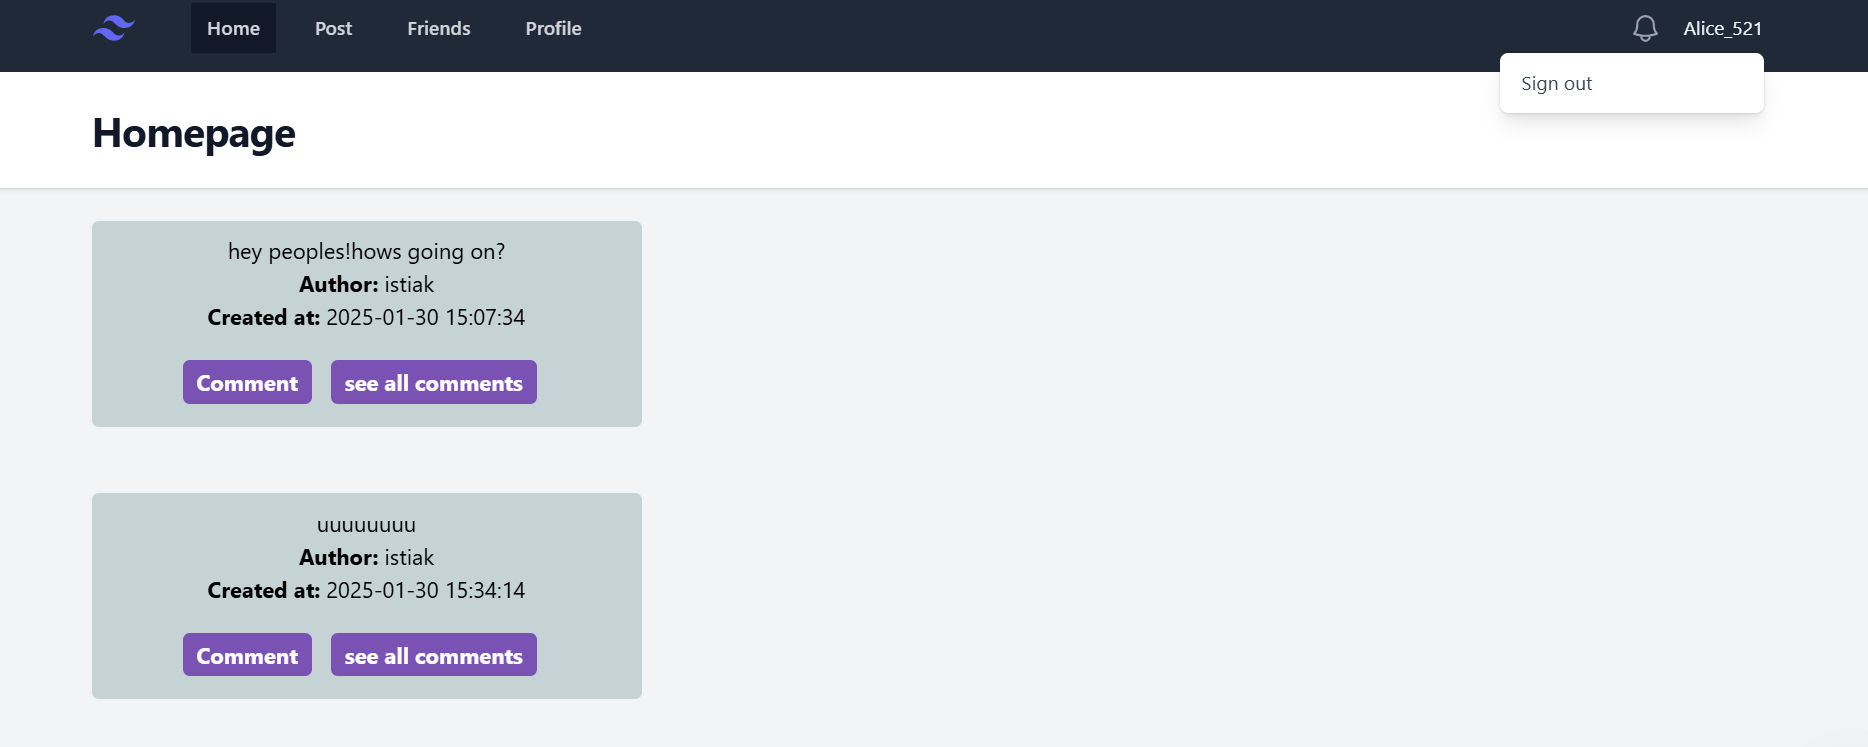 Home Post Friends Profile Alice_521
Sign out
Homepage
hey peoples!hows going on?
Author: istiak
Created at: 2025-01-30 15:07:34
Comment see all comments
uuuuuuuu
Author: istiak
Created at: 2025-01-30 15:34:14
Comment see all comments